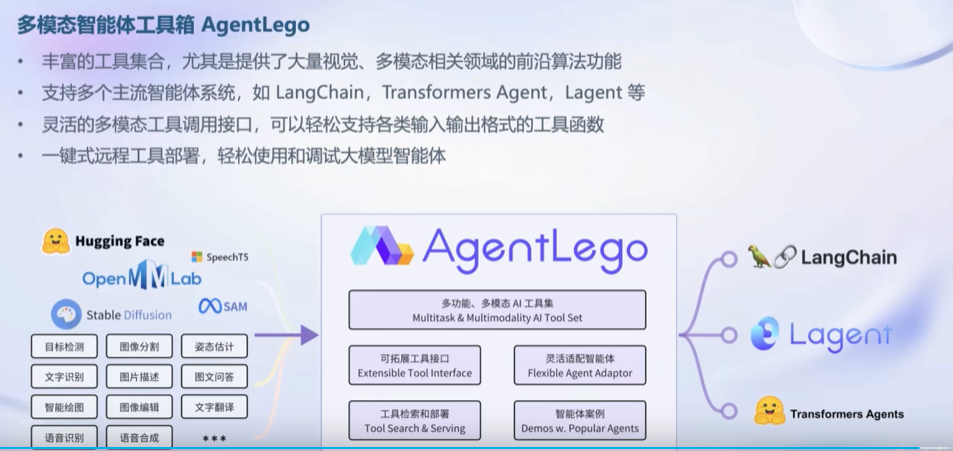 多模态智能体工具箱 AgentLego
• 丰富的工具集合，尤其是提供了大量视觉、多模态相关领域的前沿算法功能
• 支持多个主流智能体系统，如 LangChain，Transformers Agent，Lagent 等
• 灵活的多模态工具调用接口，可以轻松支持各类输入输出格式的工具函数
• 一键式远程工具部署，轻松使用和调试大模型智能体
Hugging Face
SpeechT5
OpenMMLab
Stable Diffusion
SAM
目标检测 图像分割 姿态估计
文字识别 图片描述 图文问答
智能绘图 图像编辑 文字翻译
语音识别 语音合成 ***
AgentLego
多功能、多模态 AI 工具集
Multitask & Multimodality AI Tool Set
可拓展工具接口
Extensible Tool Interface
灵活适配智能体
Flexible Agent Adaptor
工具检索和部署
Tool Search & Serving
智能体案例
Demos w. Popular Agents
LangChain
Lagent
Transformers Agents